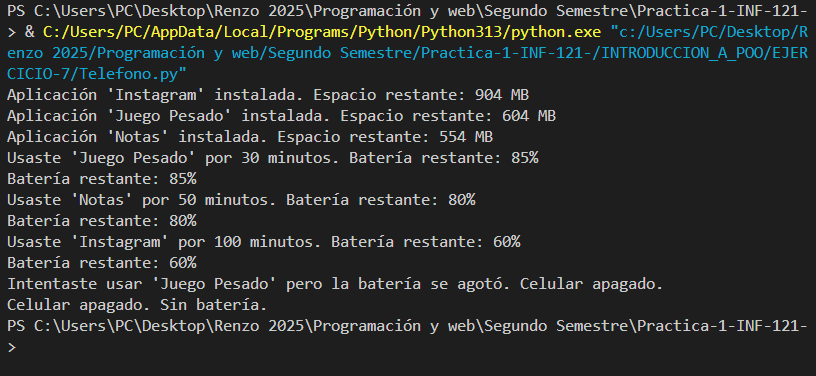 PS C:\Users\PC\Desktop\Renzo 2025\Programación y web\Segundo Semestre\Practica-1-INF-121-
> & C:/Users/PC/AppData/Local/Programs/Python/Python313/python.exe "c:/Users/PC/Desktop/R
enzo 2025/Programación y web/Segundo Semestre/Practica-1-INF-121-/INTRODUCCION_A_POO/EJER
CICIO-7/Telefono.py"
Aplicación 'Instagram' instalada. Espacio restante: 904 MB
Aplicación 'Juego Pesado' instalada. Espacio restante: 604 MB
Aplicación 'Notas' instalada. Espacio restante: 554 MB
Usaste 'Juego Pesado' por 30 minutos. Batería restante: 85%
Batería restante: 85%
Usaste 'Notas' por 50 minutos. Batería restante: 80%
Batería restante: 80%
Usaste 'Instagram' por 100 minutos. Batería restante: 60%
Batería restante: 60%
Intentaste usar 'Juego Pesado' pero la batería se agotó. Celular apagado.
Celular apagado. Sin batería.
PS C:\Users\PC\Desktop\Renzo 2025\Programación y web\Segundo Semestre\Practica-1-INF-121-
>